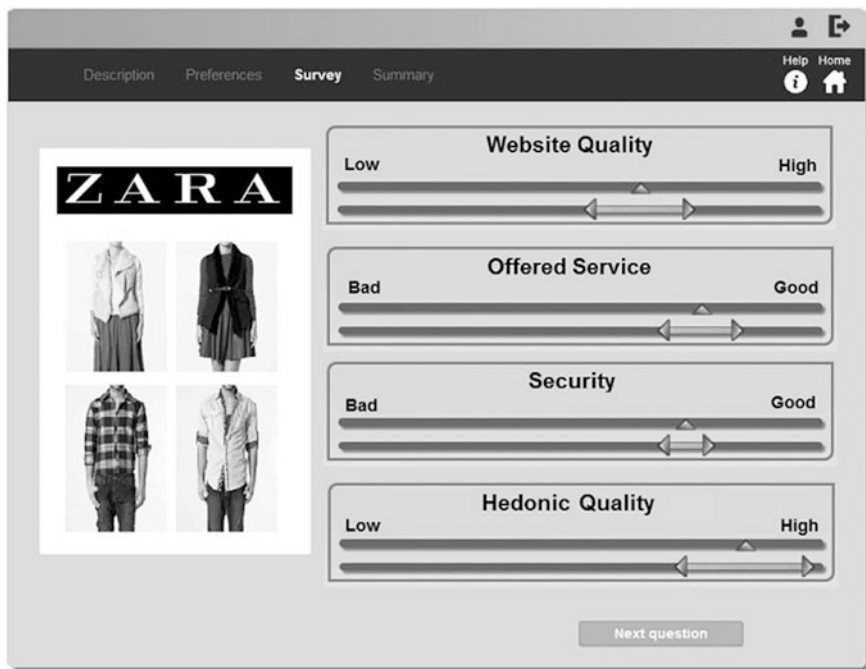 Description Preferences Survey Summary
Help Home
ZARA
Website Quality
Low High
Offered Service
Bad Good
Security
Bad Good
Hedonic Quality
Low High
Next question